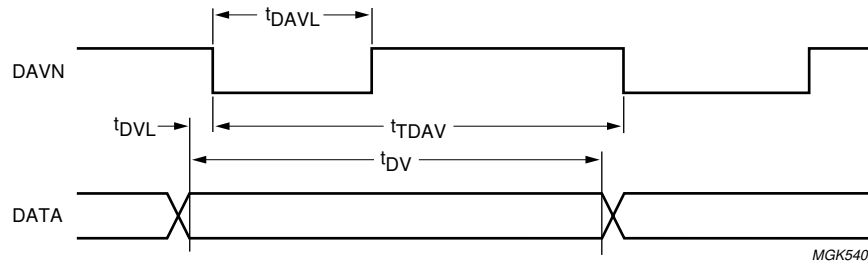 tDAVL
DAVN
tDVL
tTDAV
tDV
DATA
MGK540